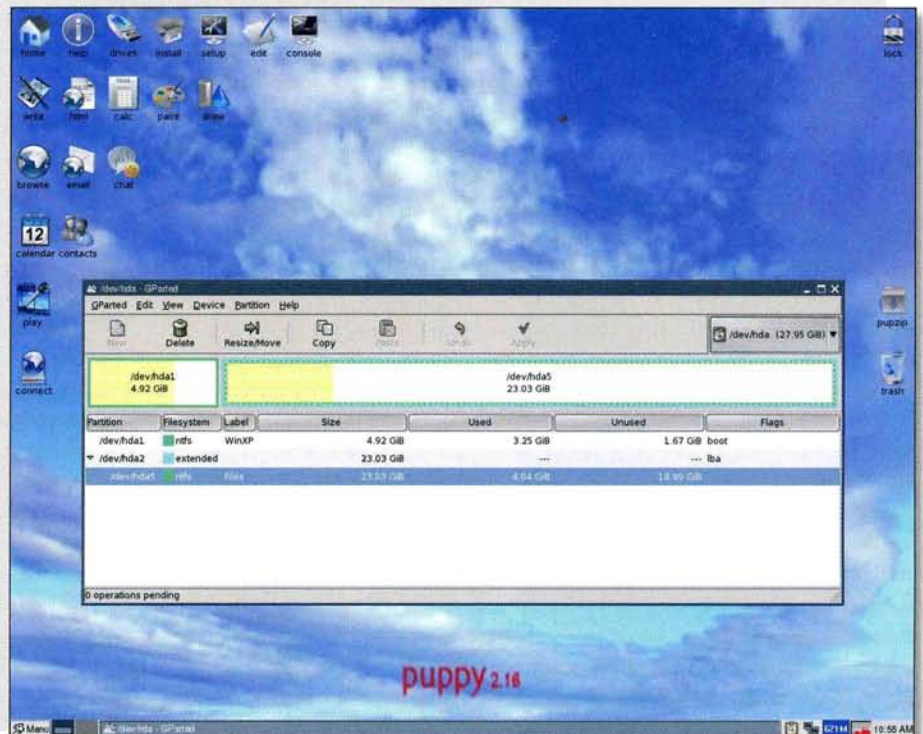 home help drives install setup edit console lock
write html calc paint draw
browse email chat
12
calendar contacts
play
connect
pupzip
trash
/dev/hda - GParted
GParted Edit View Device Partition Help
New Delete Resize/Move Copy Paste Undo Apply /dev/hda (27.95 GiB)
/dev/hda1 /dev/hda5
4.92 GiB 23.03 GiB
Partition Filesystem Label Size Used Unused Flags
/dev/hda1 ntfs WinXP 4.92 GiB 3.25 GiB 1.67 GiB boot
/dev/hda2 extended 23.03 GiB --- --- lba
/dev/hda5 ntfs Files 23.03 GiB 4.04 GiB 18.99 GiB
0 operations pending
puppy 2.16
Menu /dev/hda - GParted 621M 10:55 AM